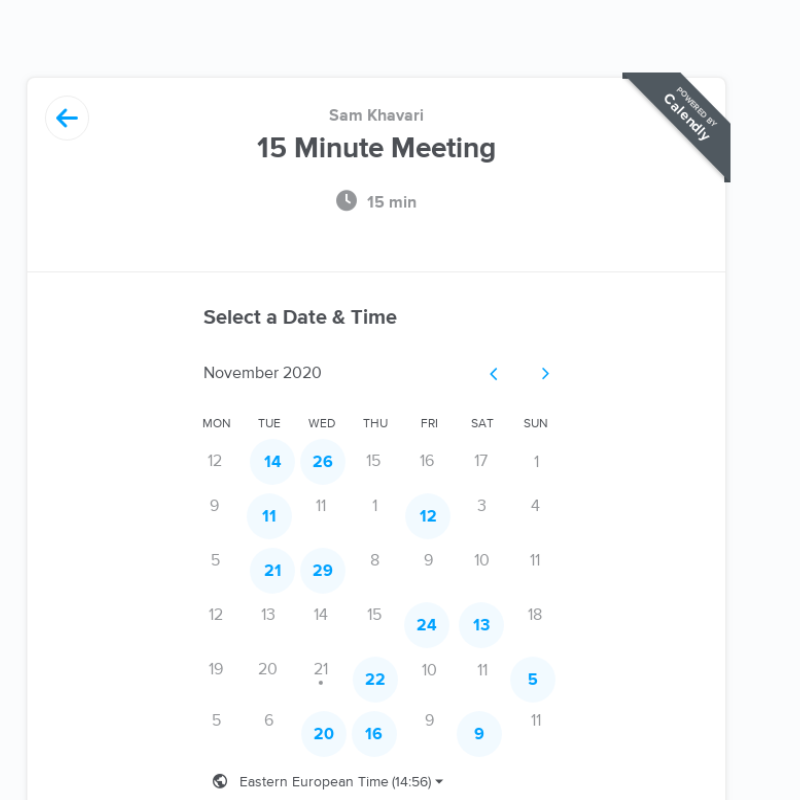 POWERED BY
Calendly
Sam Khavari
15 Minute Meeting
15 min
Select a Date & Time
November 2020
MON TUE WED THU FRI SAT SUN
12 14 26 15 16 17 1
9 11 11 1 12 3 4
5 21 29 8 9 10 11
12 13 14 15 24 13 18
19 20 21 22 10 11 5
5 6 20 16 9 9 11
Eastern European Time (14:56)